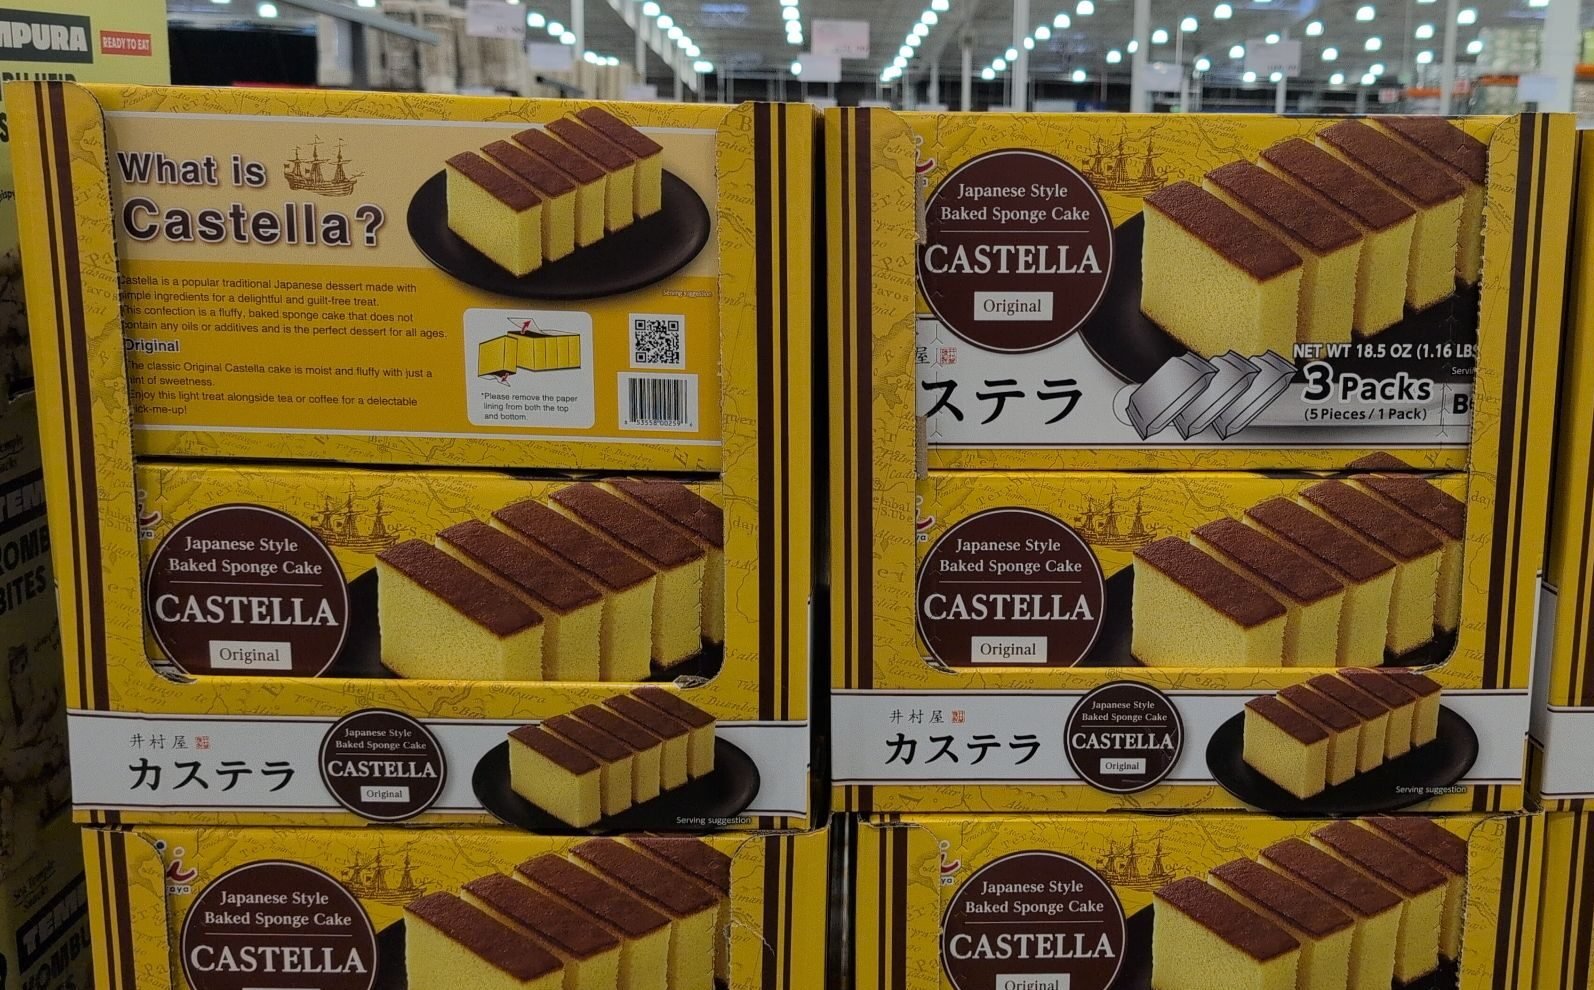 MPURA
READY TO EAT
What is
Castella?
Castella is a popular traditional Japanese dessert made with
simple ingredients for a delightful and guilt-free treat.
This confection is a fluffy, baked sponge cake that does not
contain any oils or additives and is the perfect dessert for all ages.
Original
The classic Original Castella cake is moist and fluffy with just a
hint of sweetness.
Enjoy this light treat alongside tea or coffee for a delectable
pick-me-up!
Serving suggestion
*Please remove the paper
lining from both the top
and bottom.
Japanese Style
Baked Sponge Cake
CASTELLA
Original
屋
ステラ
NET WT 18.5 OZ (1.16 LBS
3 Packs
(5 Pieces / 1 Pack)
Japanese Style
Baked Sponge Cake
CASTELLA
Original
Japanese Style
Baked Sponge Cake
CASTELLA
Original
井村屋
カステラ
Japanese Style
Baked Sponge Cake
CASTELLA
Original
Serving suggestion
井村屋
カステラ
Japanese Style
Baked Sponge Cake
CASTELLA
Original
Serving suggestion
Japanese Style
Baked Sponge Cake
CASTELLA
Japanese Style
Baked Sponge Cake
CASTELLA
Original
BITES